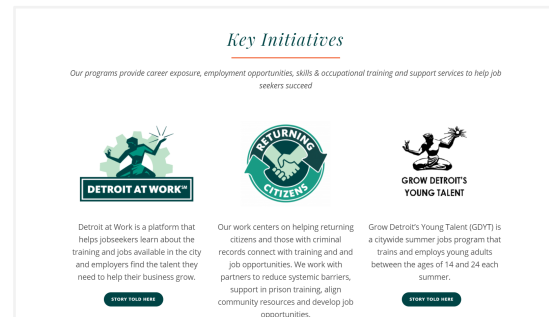 Key Initiatives
Our programs provide career exposure, employment opportunities, skills & occupational training and support services to help job
seekers succeed
DETROIT AT WORK℠
RETURNING
CITIZENS
GROW DETROIT'S
YOUNG TALENT
Detroit at Work is a platform that
helps jobseekers learn about the
training and jobs available in the city
and employers find the talent they
need to help their business grow.
STORY TOLD HERE
Our work centers on helping returning
citizens and those with criminal
records connect with training and and
job opportunities. We work with
partners to reduce systemic barriers,
support in prison training, align
community resources and develop job
opportunities.
Grow Detroit's Young Talent (GDYT) is
a citywide summer jobs program that
trains and employs young adults
between the ages of 14 and 24 each
summer.
STORY TOLD HERE